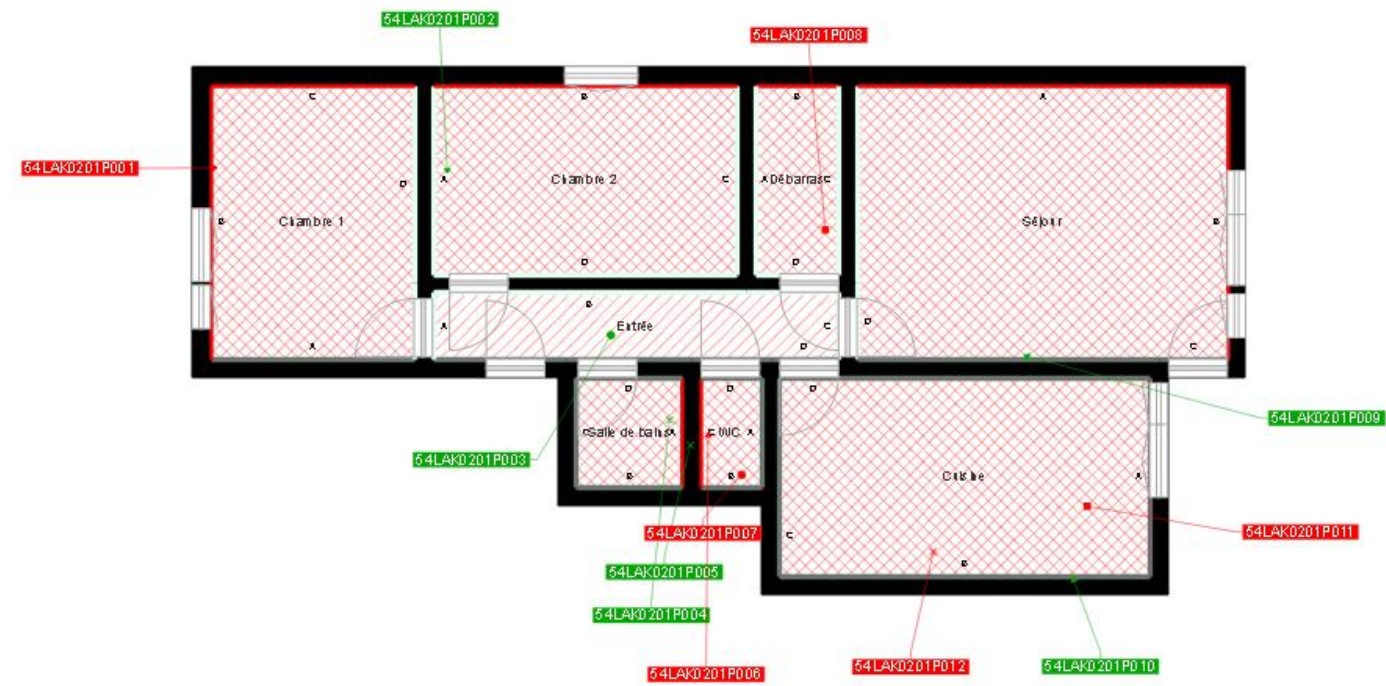 54LAK0201P002
54LAK0201P008
C
B
B
A
54LAK0201P001
D
A
Chambre 2
C
A
Débarras
C
B
Chambre 1
Séjour
B
D
D
B
A
Entrée
C
D
A
D
C
D
D
D
54LAK0201P009
C
Salle de bains
A
C
WC
A
54LAK0201P003
B
B
Cuisine
A
54LAK0201P007
C
54LAK0201P011
54LAK0201P005
B
54LAK0201P004
54LAK0201P006
54LAK0201P012
54LAK0201P010